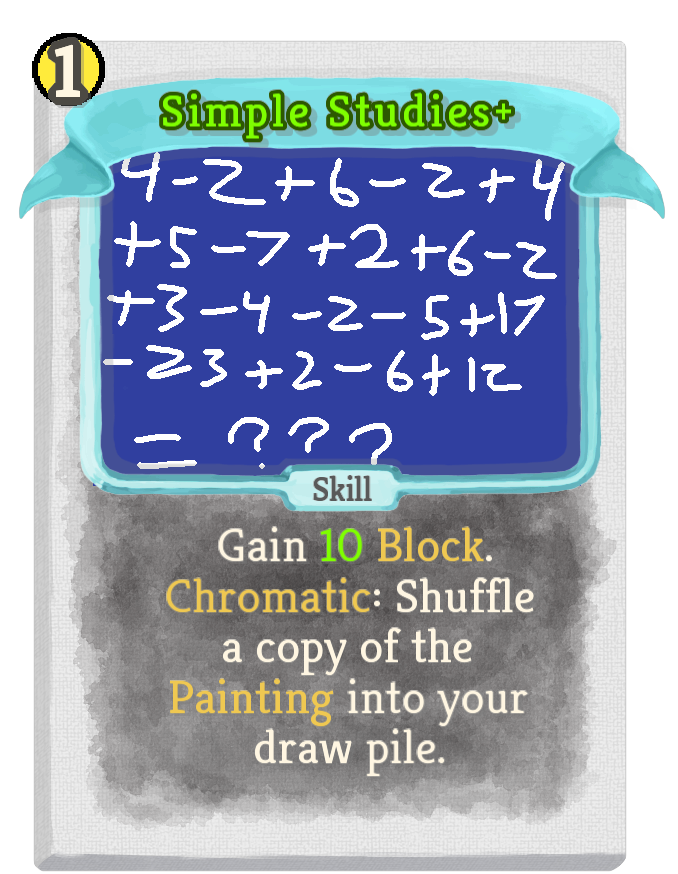 1
Simple Studies+
4-2+6-2+4
+5-7+2+6-2
+3-4-2-5+17
-23+2-6+12
= ???
Skill
Gain 10 Block.
Chromatic: Shuffle
a copy of the
Painting into your
draw pile.